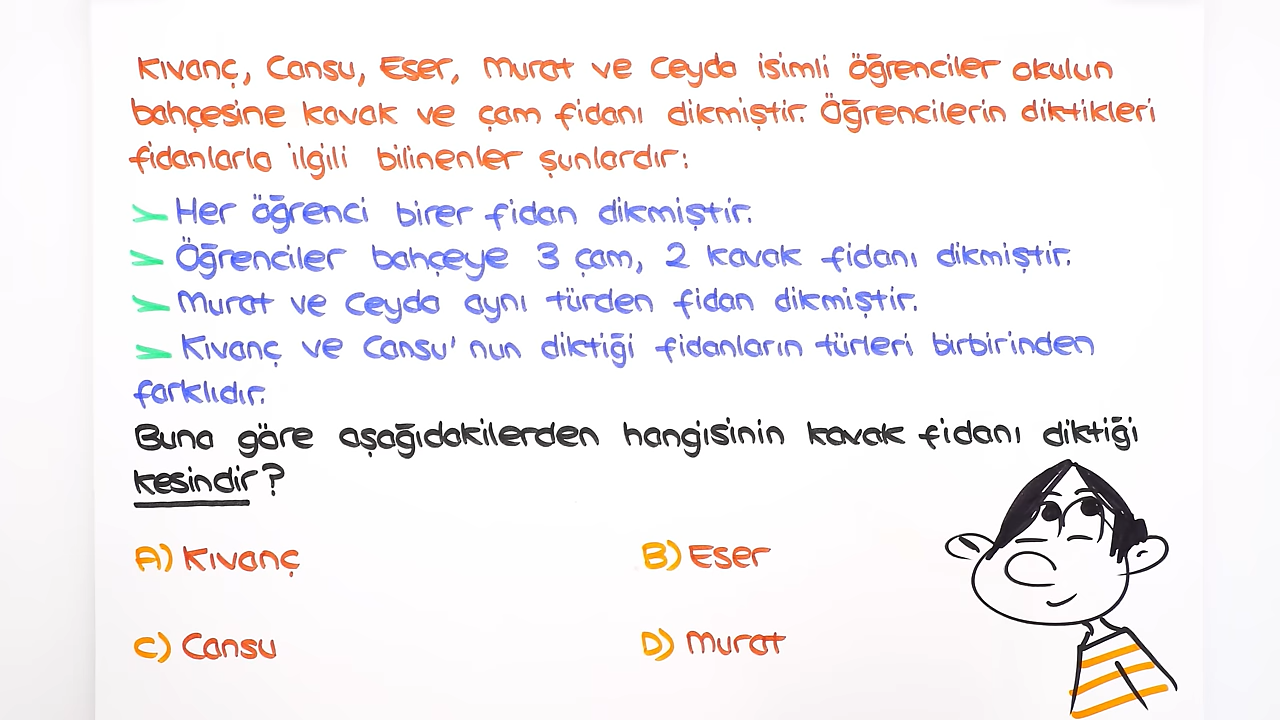 Kıvanç, Cansu, Eser, Murat ve Ceyda isimli öğrenciler okulun
bahçesine kavak ve çam fidanı dikmiştir. Öğrencilerin diktikleri
fidanlarla ilgili bilinenler şunlardır:
➢ Her öğrenci birer fidan dikmiştir.
➢ Öğrenciler bahçeye 3 çam, 2 kavak fidanı dikmiştir.
➢ Murat ve Ceyda aynı türden fidan dikmiştir.
➢ Kıvanç ve Cansu'nun diktiği fidanların türleri birbirinden
farklıdır.
Buna göre aşağıdakilerden hangisinin kavak fidanı diktiği
kesindir?
A) Kıvanç
B) Eser
C) Cansu
D) Murat